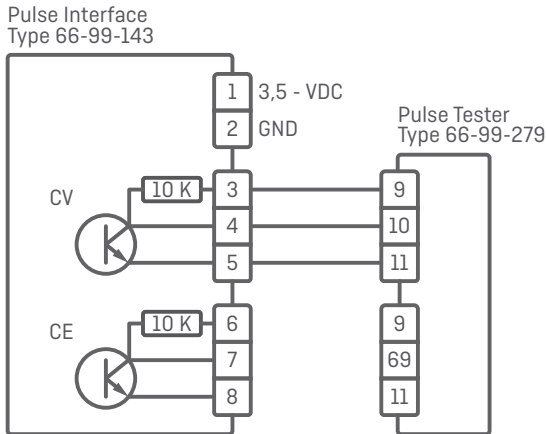 Pulse Interface
Type 66-99-143
1 3,5 - VDC
2 GND
Pulse Tester
Type 66-99-279
CV
10 K
3
4
5
9
10
11
CE
10 K
6
7
8
9
69
11